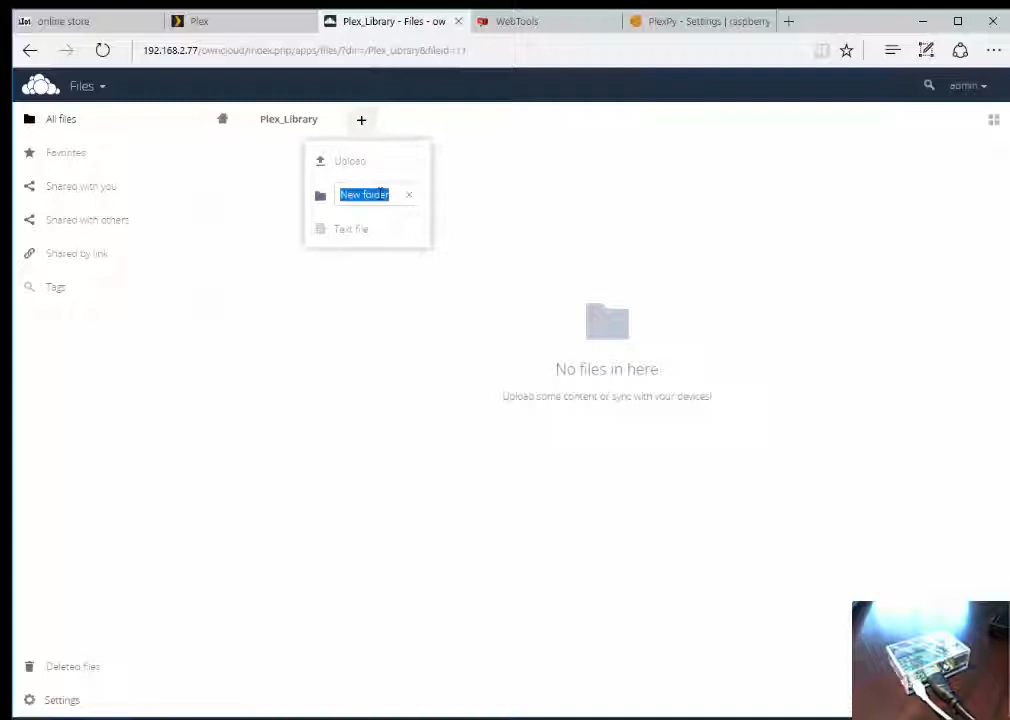 online store
Plex
Plex_Library - Files - ow
WebTools
PlexPy - Settings | raspberry
192.168.2.77/owncloud/index.php/apps/files/?dir=/Plex_Library&fileid=11
Files
admin
All files
Plex_Library
+
Favorites
Upload
Shared with you
New folder
Shared with others
Text file
Shared by link
Tags
No files in here
Upload some content or sync with your devices!
Deleted files
Settings